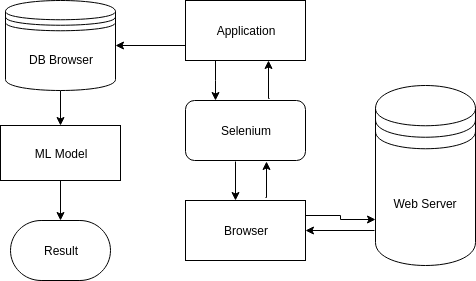 Application
DB Browser
Selenium
ML Model
Web Server
Browser
Result